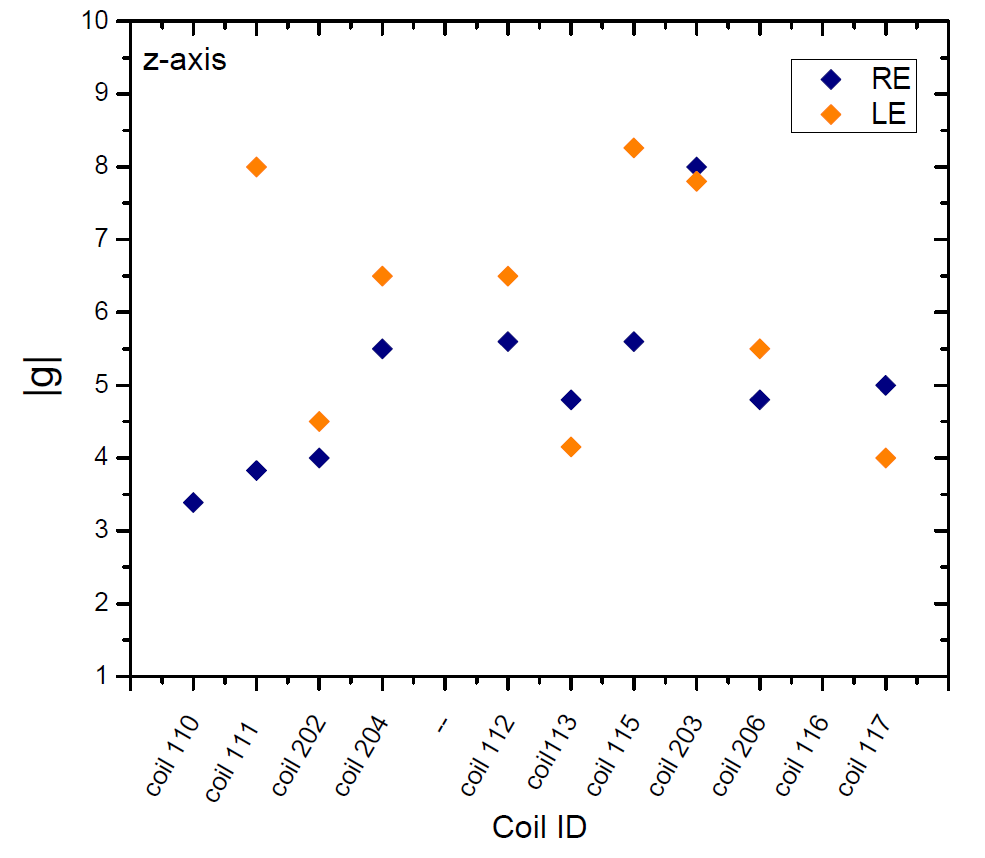 z-axis
RE
LE
10
9
8
7
6
5
4
3
2
1
|g|
coil 110
coil 111
coil 202
coil 204
--
coil 112
coil113
coil 115
coil 203
coil 206
coil 116
coil 117
Coil ID